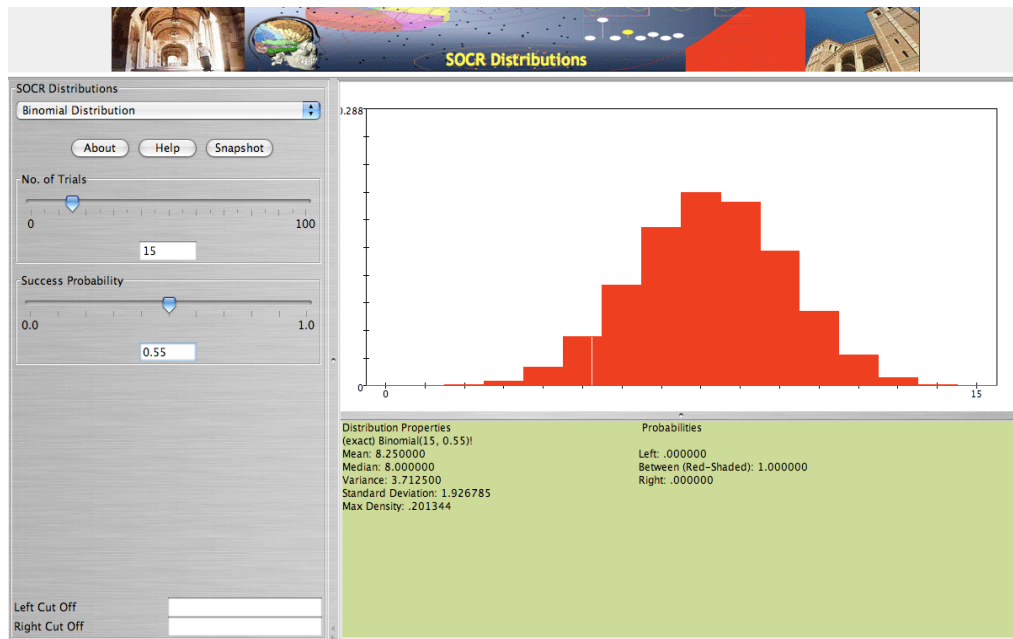 SOCR Distributions
SOCR Distributions
Binomial Distribution
About Help Snapshot
No. of Trials
0 100
15
Success Probability
0.0 1.0
0.55
Left Cut Off
Right Cut Off
0.288
0
0 15
Distribution Properties
(exact) Binomial(15, 0.55)!
Mean: 8.250000
Median: 8.000000
Variance: 3.712500
Standard Deviation: 1.926785
Max Density: .201344
Probabilities
Left: .000000
Between (Red-Shaded): 1.000000
Right: .000000